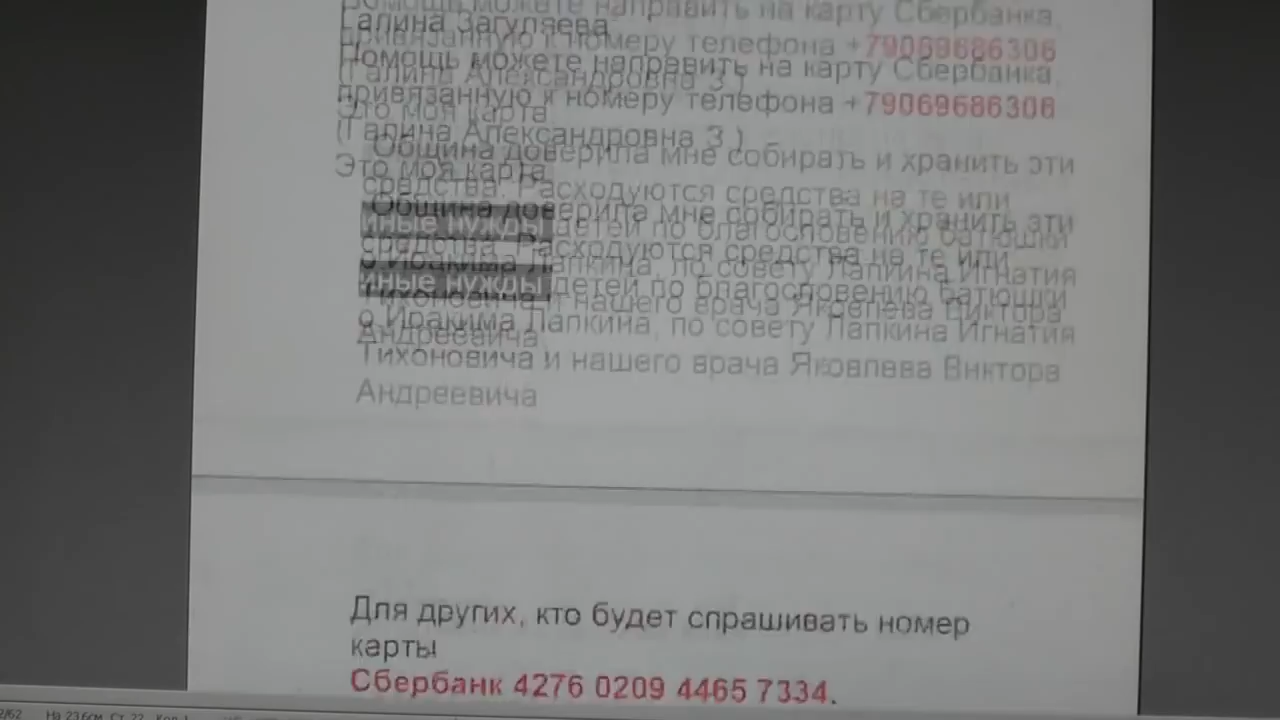 Галина Загуляева
Помощь можете направить на карту Сбербанка,
привязанную к номеру телефона +79069686306
(Галина Александровна З.)
Это моя карта.
Община доверила мне собирать и хранить эти
средства. Расходуются средства на те или
иные нужды детей по благословению батюшки
о.Иракима Лапкина, по совету Лапкина Игнатия
Тихоновича и нашего врача Яковлева Виктора
Андреевича
Для других, кто будет спрашивать номер
карты
Сбербанк 4276 0209 4465 7334.